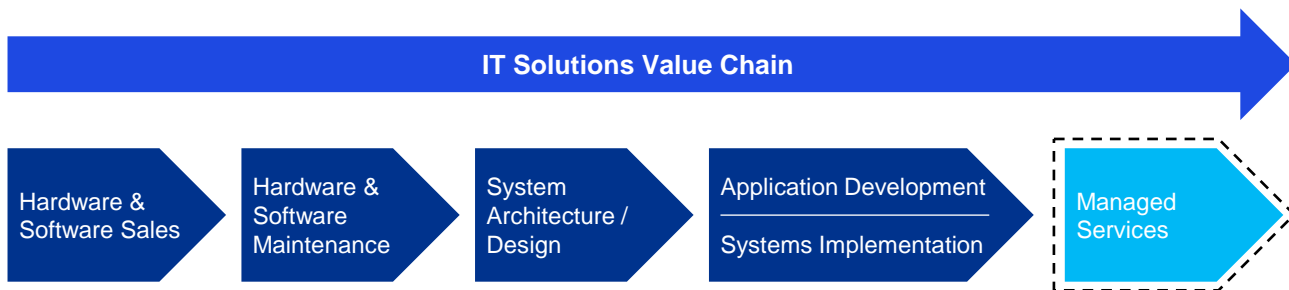 IT Solutions Value Chain
Hardware &
Software Sales
Hardware &
Software
Maintenance
System
Architecture /
Design
Application Development
Systems Implementation
Managed
Services